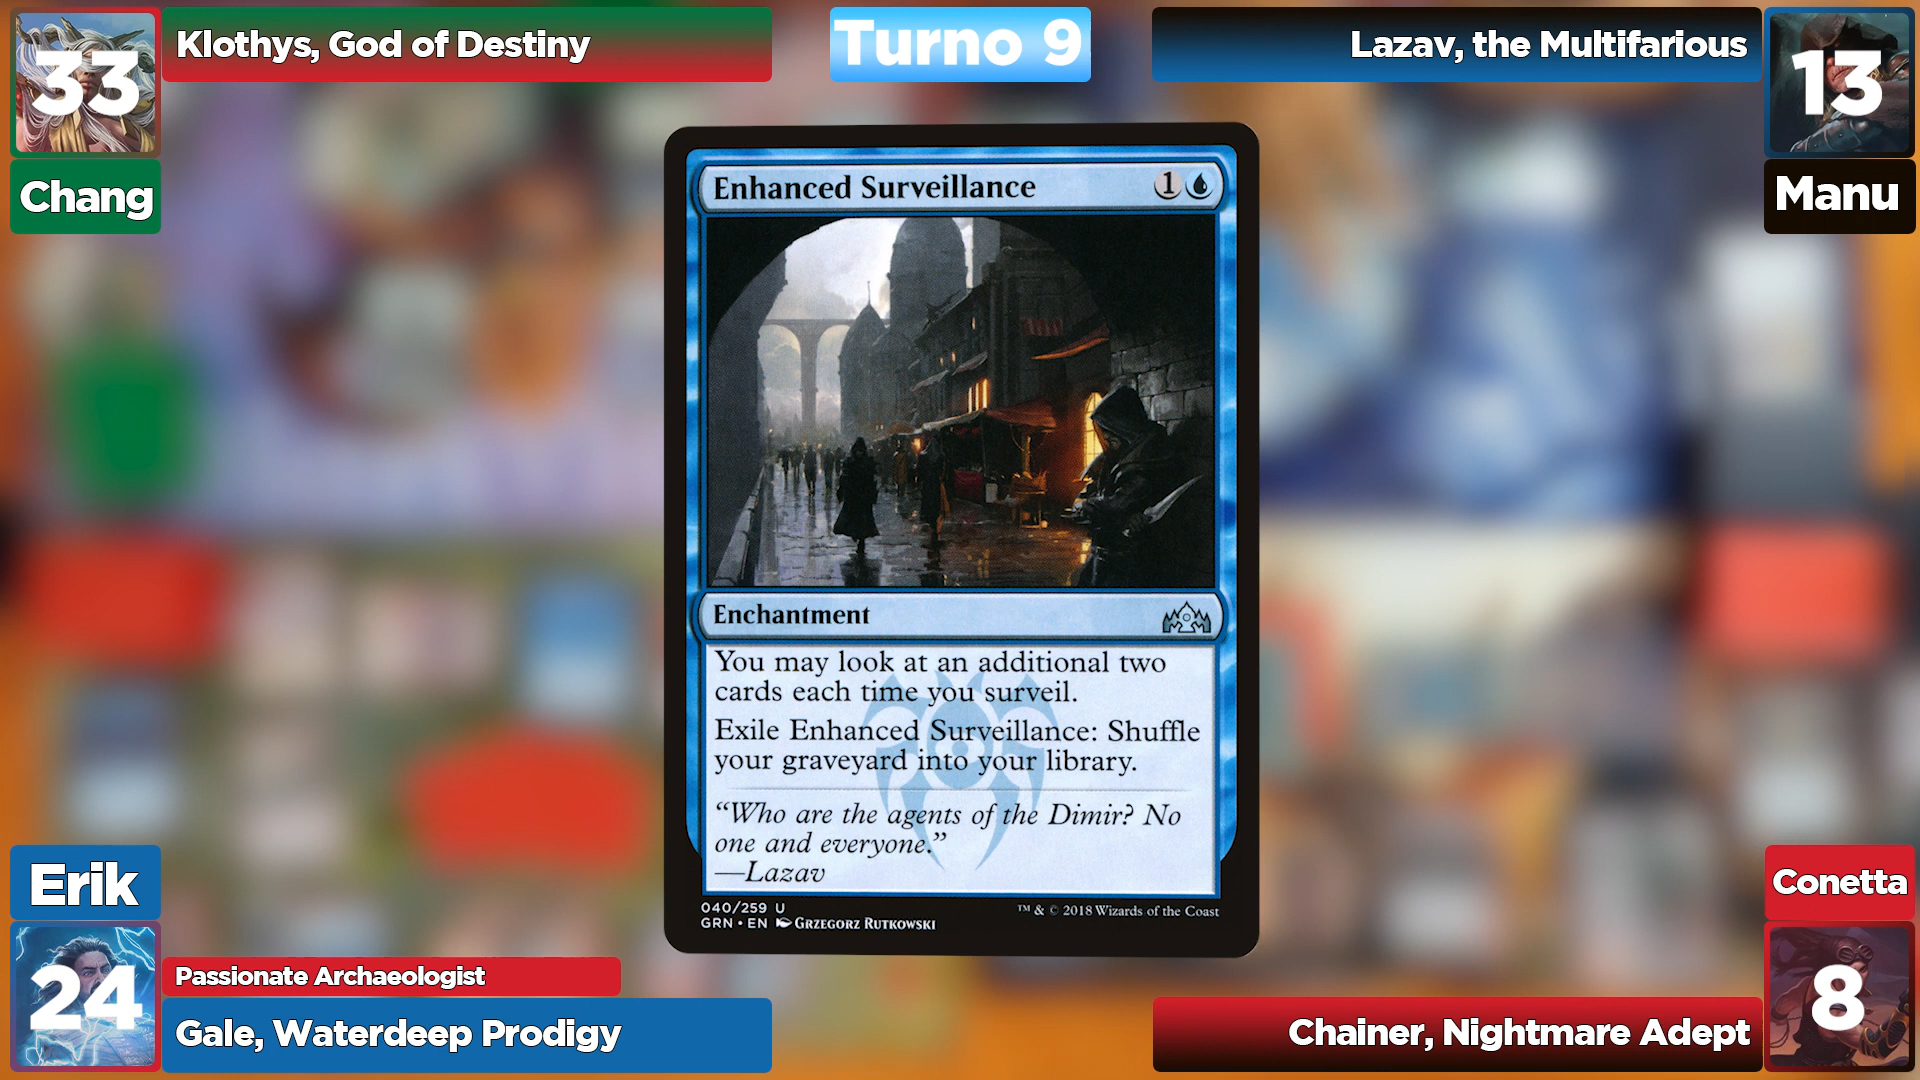 33
Klothys, God of Destiny
Chang
Turno 9
Lazav, the Multifarious
13
Manu
Enhanced Surveillance
1
Enchantment
You may look at an additional two
cards each time you surveil.
Exile Enhanced Surveillance: Shuffle
your graveyard into your library.
“Who are the agents of the Dimir? No
one and everyone.”
—Lazav
040/259 U
GRN • EN GRZEGORZ RUTKOWSKI
™ & © 2018 Wizards of the Coast
Erik
24
Passionate Archaeologist
Gale, Waterdeep Prodigy
Conetta
8
Chainer, Nightmare Adept